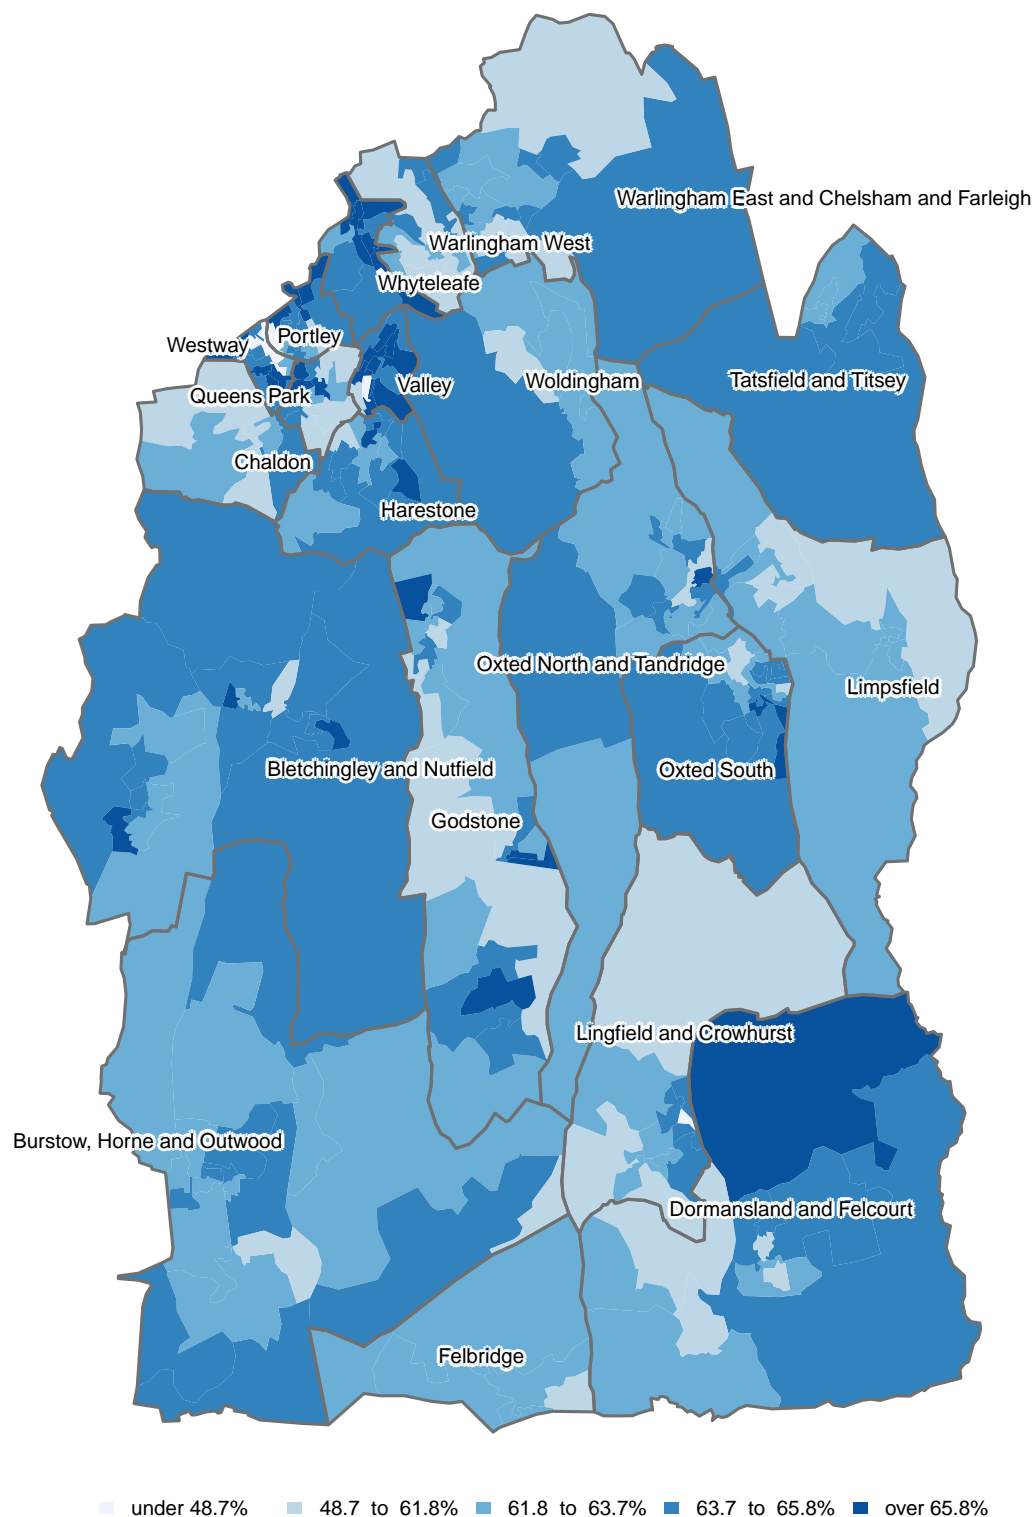 Warlingham East and Chelsham and Farleigh
Warlingham West
Whyteleafe
Portley
Westway
Woldingham
Tatsfield and Titsey
Valley
Queens Park
Chaldon
Harestone
Oxted North and Tandridge
Limpsfield
Bletchingley and Nutfield
Oxted South
Godstone
Lingfield and Crowhurst
Burstow, Horne and Outwood
Dormansland and Felcourt
Felbridge
under 48.7% 48.7 to 61.8% 61.8 to 63.7% 63.7 to 65.8% over 65.8%